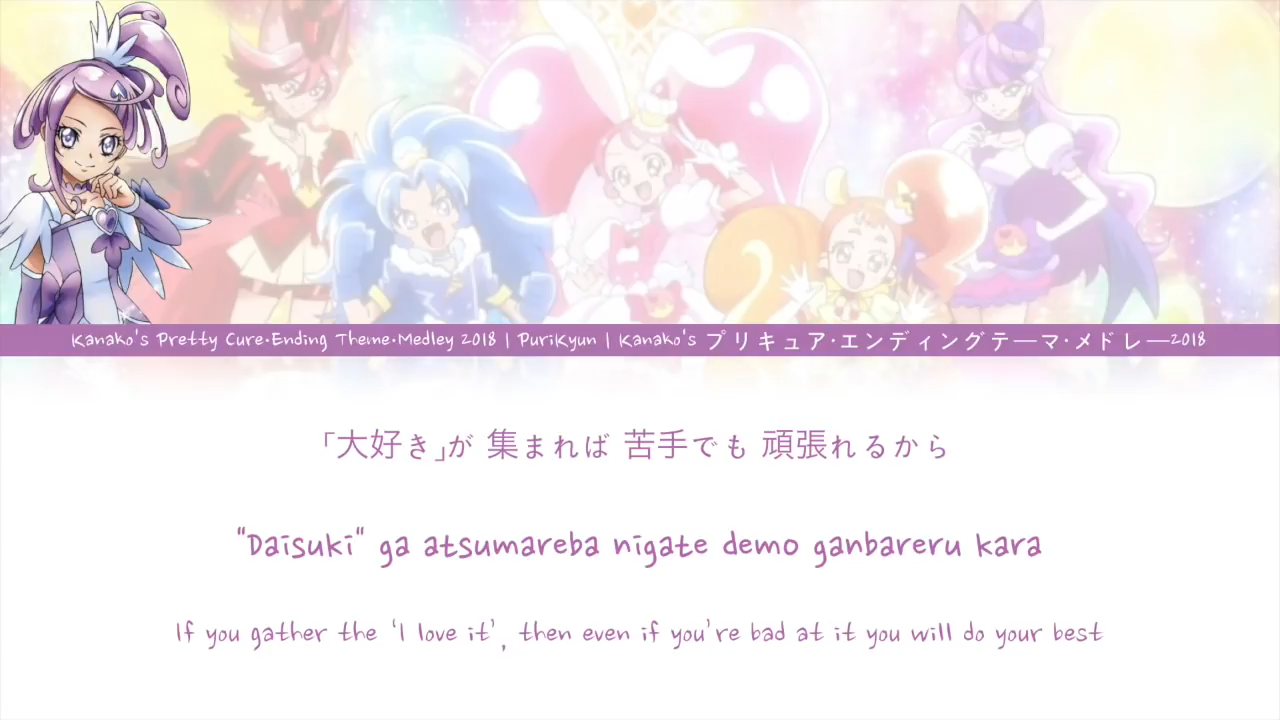 Kanako's Pretty Cure•Ending Theme•Medley 2018 | PuriKyun | Kanako's プリキュア•エンディングテーマ•メドレー2018
「大好き」が 集まれば 苦手でも 頑張れるから
"Daisuki" ga atsumareba nigate demo ganbareru kara
If you gather the ‘I love it’, then even if you’re bad at it you will do your best